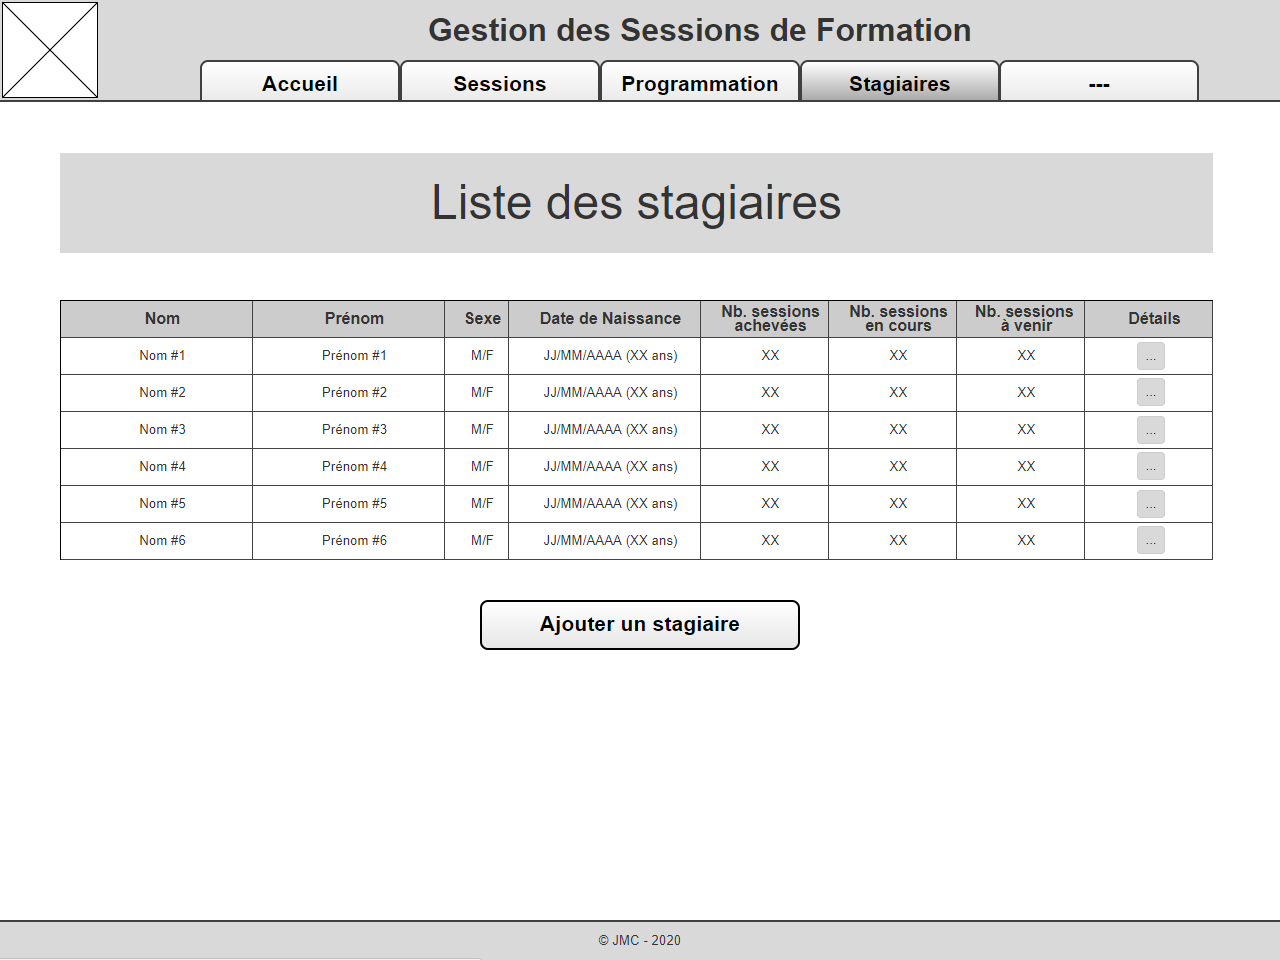 Gestion des Sessions de Formation
Accueil Sessions Programmation Stagiaires ---
Liste des stagiaires
Nom Prénom Sexe Date de Naissance Nb. sessions achevées Nb. sessions en cours Nb. sessions à venir Détails
Nom #1 Prénom #1 M/F JJ/MM/AAAA (XX ans) XX XX XX ...
Nom #2 Prénom #2 M/F JJ/MM/AAAA (XX ans) XX XX XX ...
Nom #3 Prénom #3 M/F JJ/MM/AAAA (XX ans) XX XX XX ...
Nom #4 Prénom #4 M/F JJ/MM/AAAA (XX ans) XX XX XX ...
Nom #5 Prénom #5 M/F JJ/MM/AAAA (XX ans) XX XX XX ...
Nom #6 Prénom #6 M/F JJ/MM/AAAA (XX ans) XX XX XX ...
Ajouter un stagiaire
© JMC - 2020